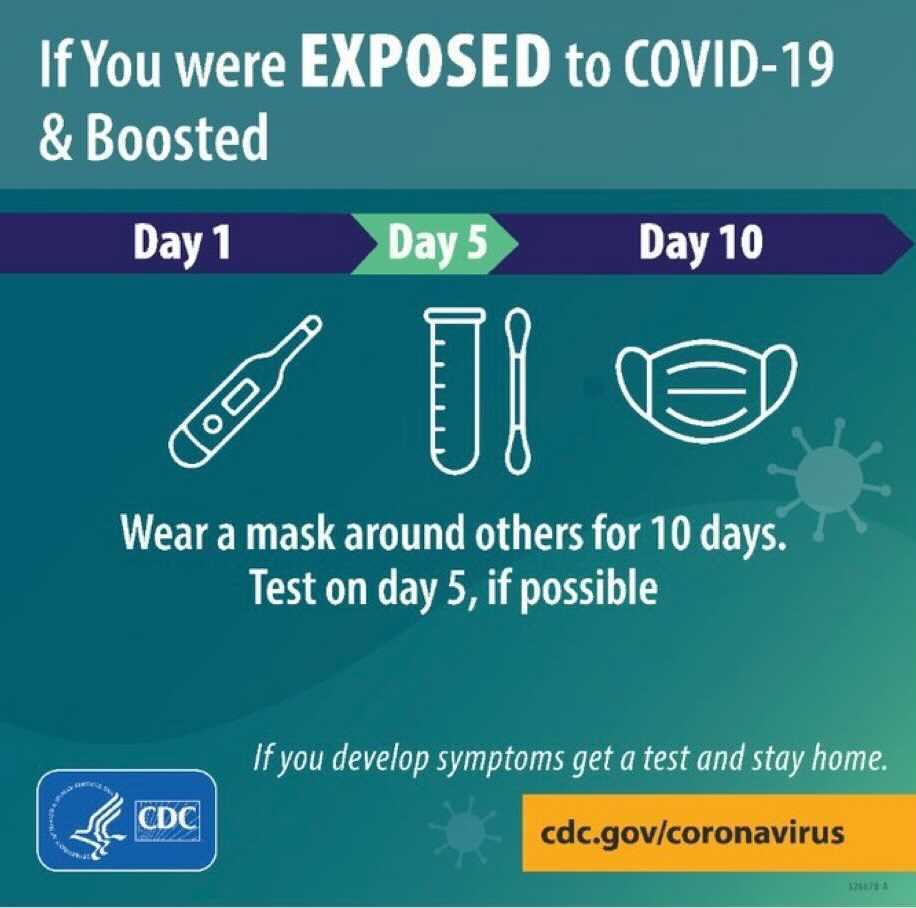 If You were EXPOSED to COVID-19
& Boosted
Day 1 Day 5 Day 10
Wear a mask around others for 10 days.
Test on day 5, if possible
If you develop symptoms get a test and stay home.
CDC
cdc.gov/coronavirus